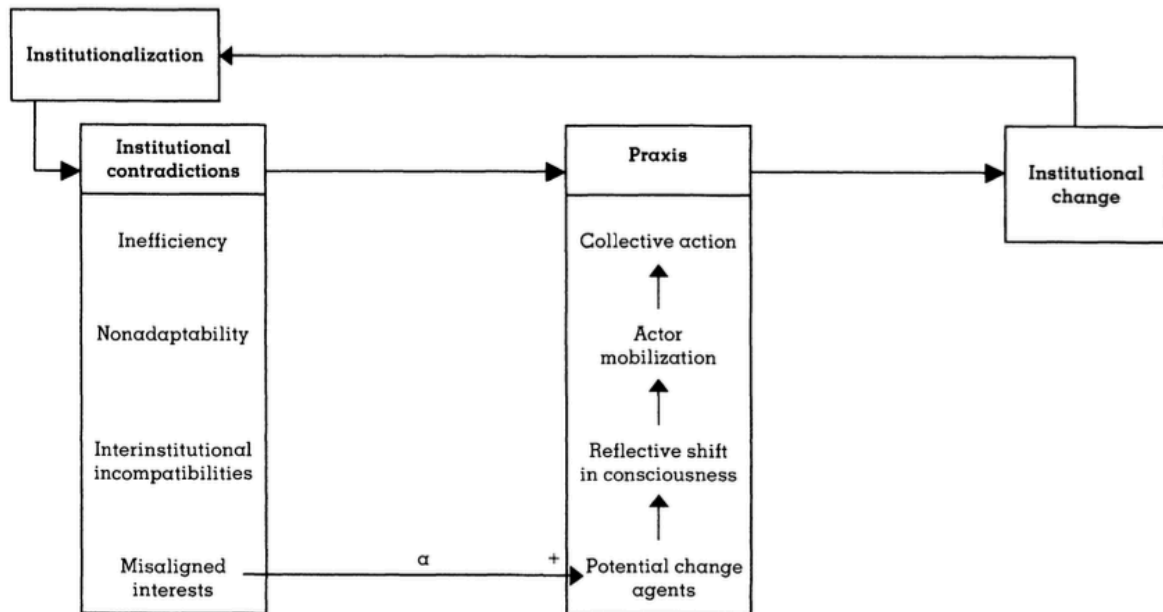 Institutionalization
Institutional
contradictions
Inefficiency
Nonadaptability
Interinstitutional
incompatibilities
Misaligned
interests
α
+
Praxis
Collective action
Actor
mobilization
Reflective shift
in consciousness
Potential change
agents
Institutional
change